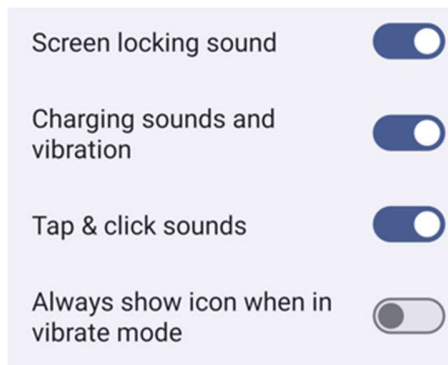 Screen locking sound
Charging sounds and
vibration
Tap & click sounds
Always show icon when in
vibrate mode